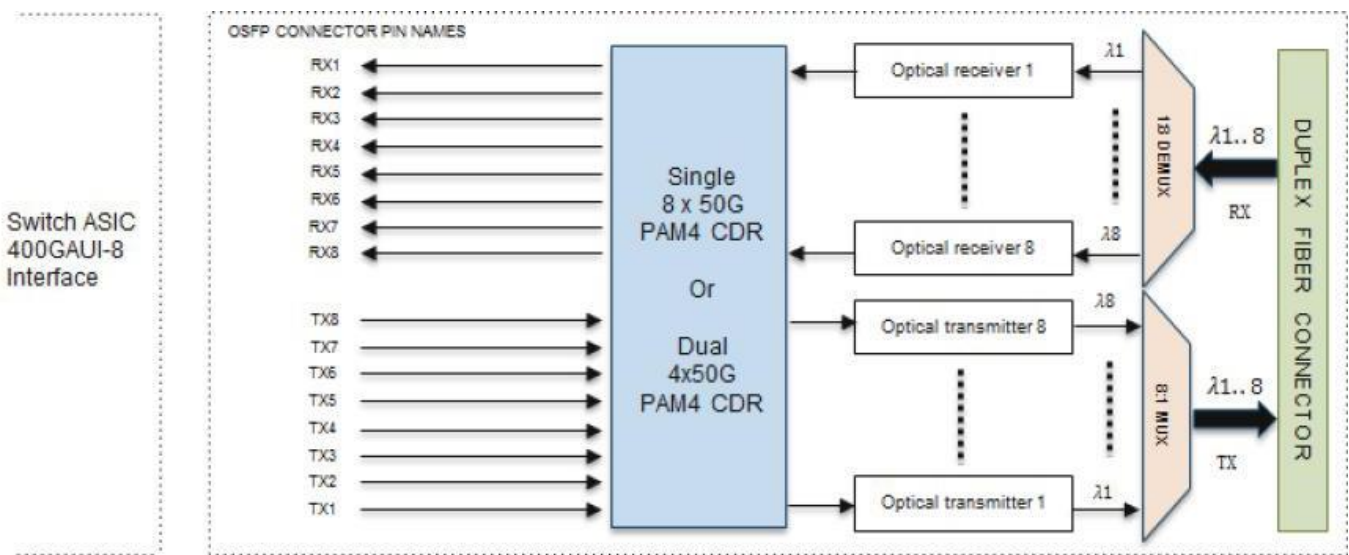 Switch ASIC
400GAUI-8
Interface
OSFP CONNECTOR PIN NAMES
RX1
RX2
RX3
RX4
RX5
RX6
RX7
RX8
TX8
TX7
TX6
TX5
TX4
TX3
TX2
TX1
Single
8 x 50G
PAM4 CDR
Or
Dual
4x50G
PAM4 CDR
Optical receiver 1
λ1
Optical receiver 8
λ8
Optical transmitter 8
λ8
Optical transmitter 1
λ1
1:8 DEMUX
8:1 MUX
λ1..8
RX
λ1..8
TX
DUPLEX FIBER CONNECTOR